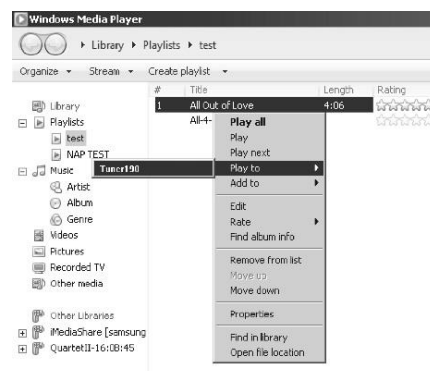 Windows Media Player
Library Playlists test
Organize Stream Create playlist
# Title Length Rating
Library
Playlists
test
NAP TEST
Music
Artist
Album
Genre
Videos
Pictures
Recorded TV
Other media
Other Libraries
iMediaShare [samsung
QuartetII-16:0B:45
1 All Out of Love 4:06
All-4-
Play all
Play
Play next
Play to
Tuner190
Add to
Edit
Rate
Find album info
Remove from list
Move up
Move down
Properties
Find in library
Open file location